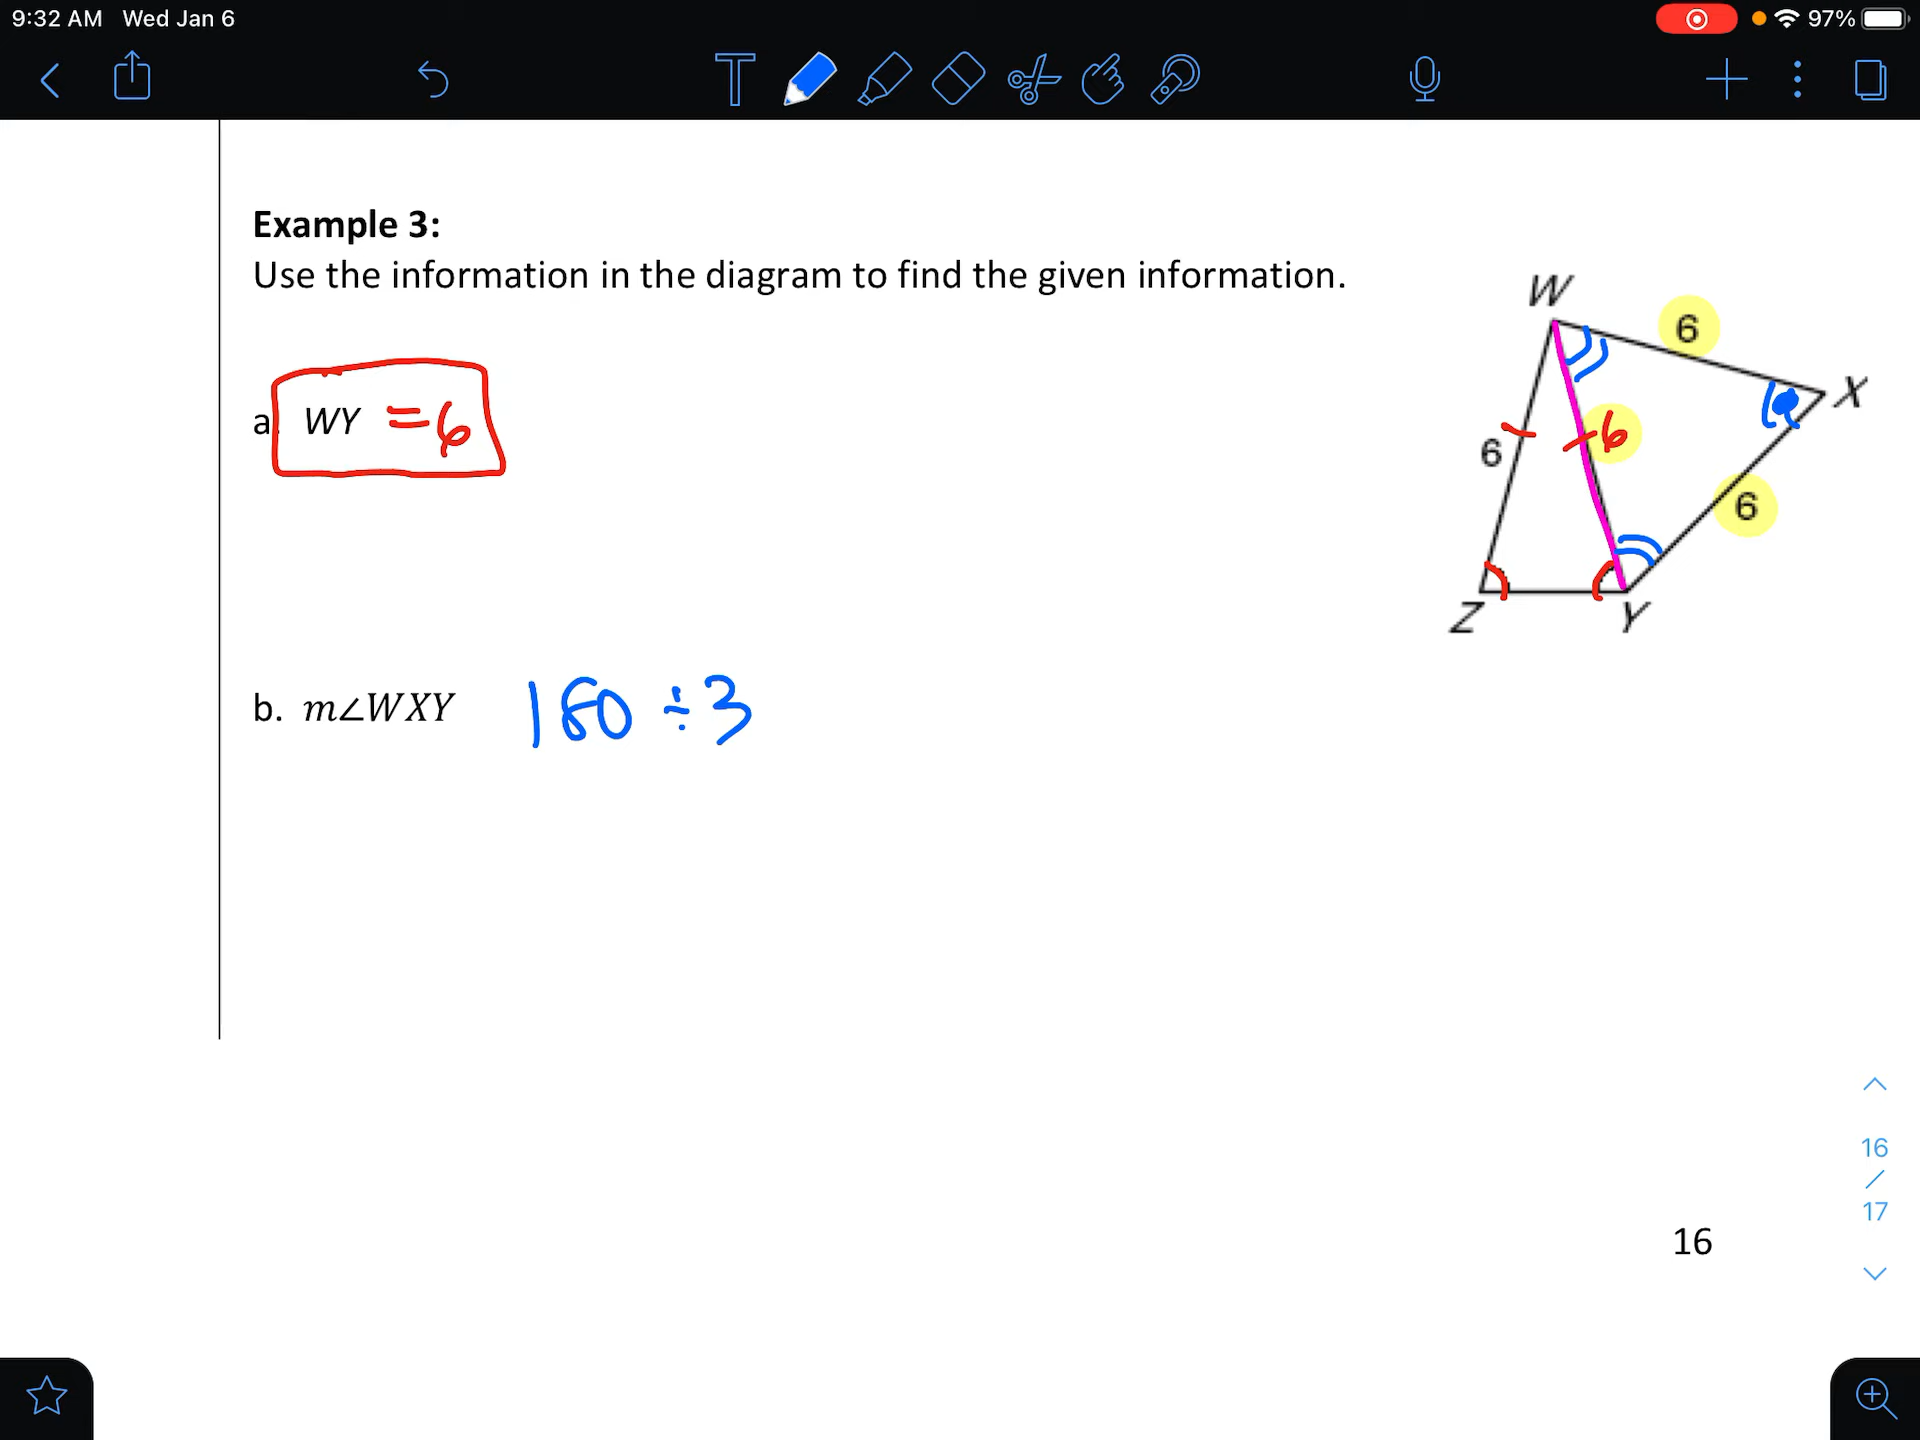 9:32 AM Wed Jan 6
97%
T
Example 3:
Use the information in the diagram to find the given information.
W
6
X
a. WY = 6
6
6
6
Z
Y
b. m∠WXY 180 ÷ 3
16
/
17
16